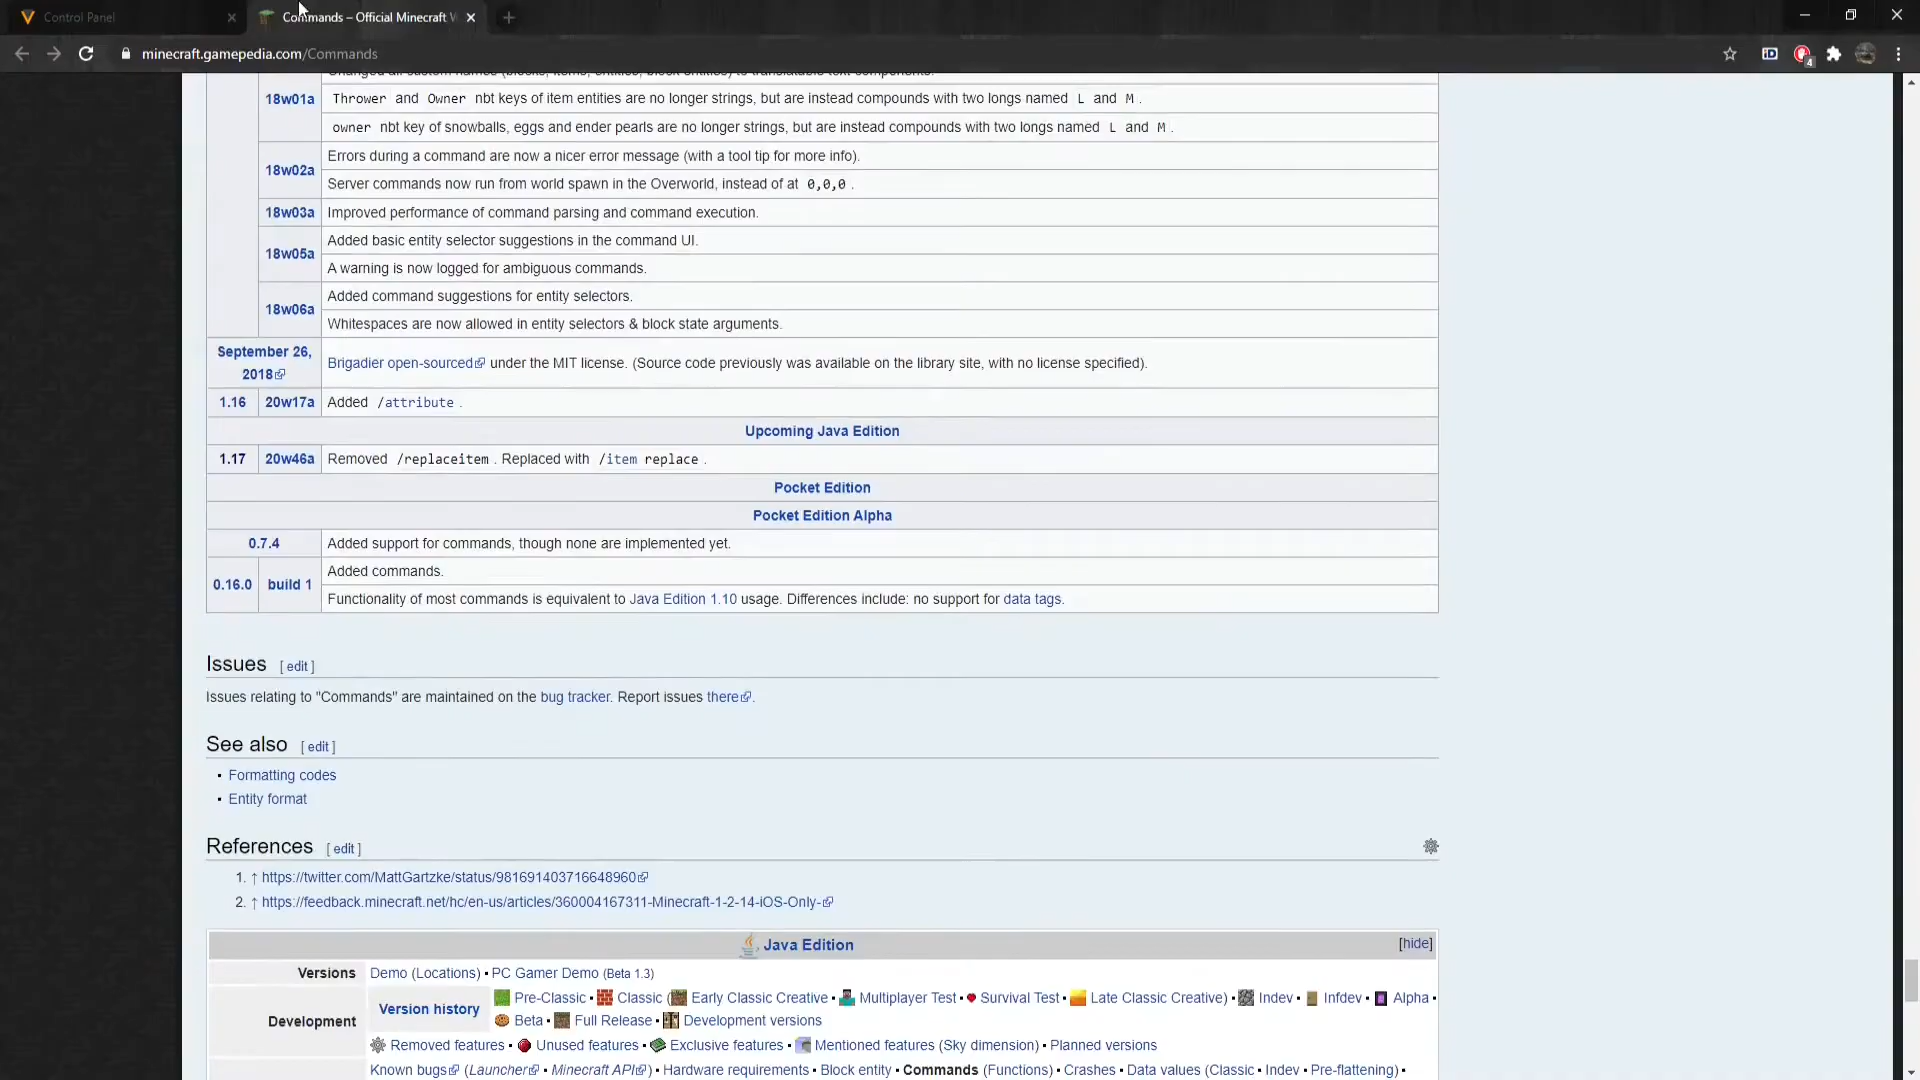 Control Panel
Commands – Official Minecraft W
minecraft.gamepedia.com/Commands
4
Changed all custom names (blocks, items, entities, block entities) to translatable text components.
18w01a
Thrower and Owner nbt keys of item entities are no longer strings, but are instead compounds with two longs named L and M .
owner nbt key of snowballs, eggs and ender pearls are no longer strings, but are instead compounds with two longs named L and M .
18w02a
Errors during a command are now a nicer error message (with a tool tip for more info).
Server commands now run from world spawn in the Overworld, instead of at 0,0,0 .
18w03a Improved performance of command parsing and command execution.
18w05a
Added basic entity selector suggestions in the command UI.
A warning is now logged for ambiguous commands.
18w06a
Added command suggestions for entity selectors.
Whitespaces are now allowed in entity selectors & block state arguments.
September 26,
2018
Brigadier open-sourced under the MIT license. (Source code previously was available on the library site, with no license specified).
1.16 20w17a Added /attribute .
Upcoming Java Edition
1.17 20w46a Removed /replaceitem . Replaced with /item replace .
Pocket Edition
Pocket Edition Alpha
0.7.4 Added support for commands, though none are implemented yet.
0.16.0 build 1
Added commands.
Functionality of most commands is equivalent to Java Edition 1.10 usage. Differences include: no support for data tags.
Issues [ edit ]
Issues relating to "Commands" are maintained on the bug tracker. Report issues there.
See also [ edit ]
▪ Formatting codes
▪ Entity format
References [ edit ]
1. ↑ https://twitter.com/MattGartzke/status/981691403716648960
2. ↑ https://feedback.minecraft.net/hc/en-us/articles/360004167311-Minecraft-1-2-14-iOS-Only-
Java Edition [hide]
Versions Demo (Locations) ▪ PC Gamer Demo (Beta 1.3)
Development
Version history
Pre-Classic ▪ Classic (Early Classic Creative ▪ Multiplayer Test ▪ Survival Test ▪ Late Classic Creative) ▪ Indev ▪ Infdev ▪ Alpha ▪
Beta ▪ Full Release ▪ Development versions
Removed features ▪ Unused features ▪ Exclusive features ▪ Mentioned features (Sky dimension) ▪ Planned versions
Known bugs (Launcher ▪ Minecraft API) ▪ Hardware requirements ▪ Block entity ▪ Commands (Functions) ▪ Crashes ▪ Data values (Classic ▪ Indev ▪ Pre-flattening) ▪